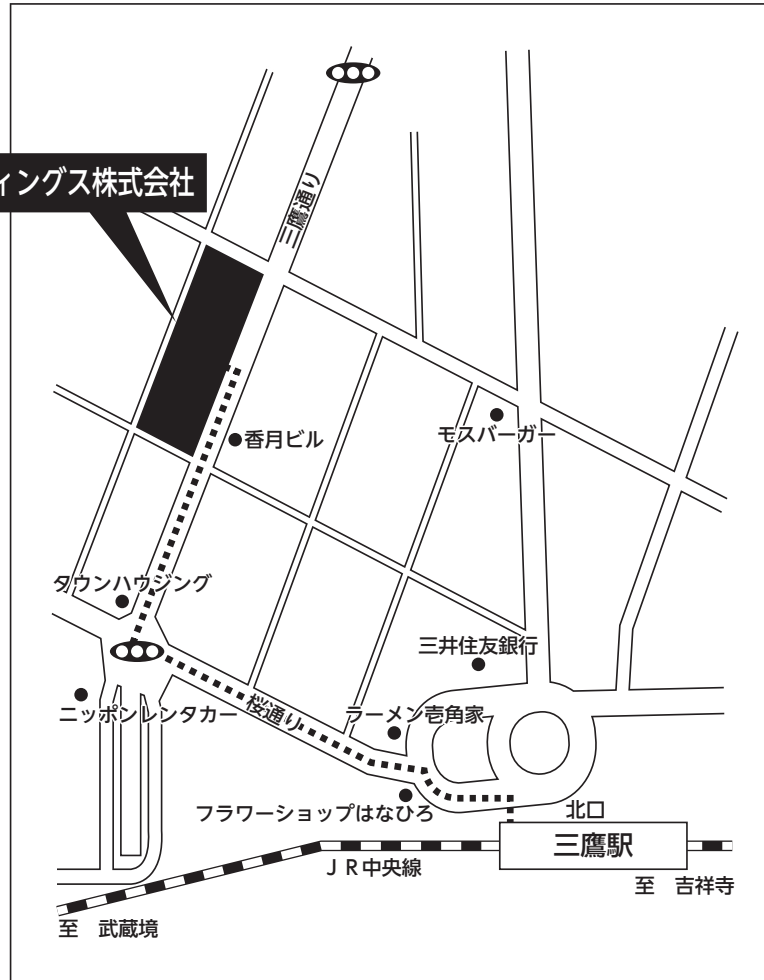 ィングス株式会社
三鷹通り
香月ビル
モスバーガー
タウンハウジング
三井住友銀行
ニッポンレンタカー
桜通り
ラーメン壱角家
フラワーショップはなひろ
北口
三鷹駅
ＪＲ中央線
至　吉祥寺
至　武蔵境